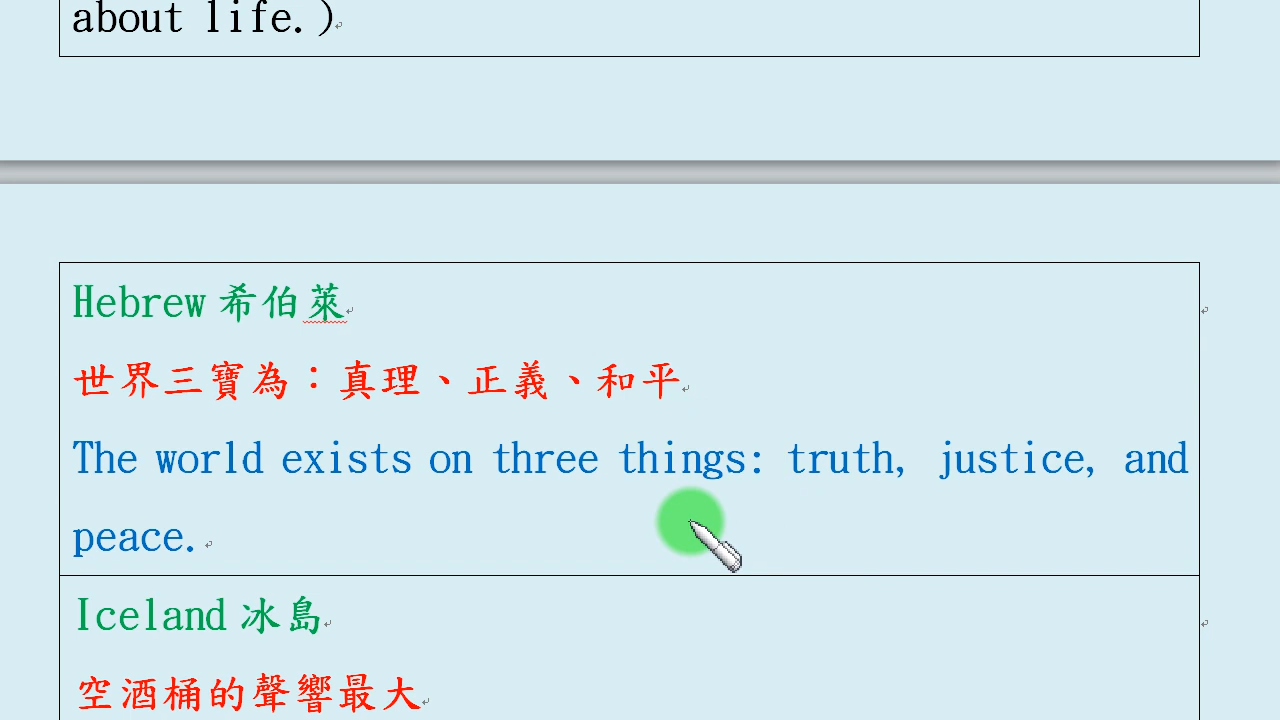 about life.)
Hebrew 希伯萊
世界三寶為：真理、正義、和平
The world exists on three things: truth, justice, and
peace.
Iceland 冰島
空酒桶的聲響最大